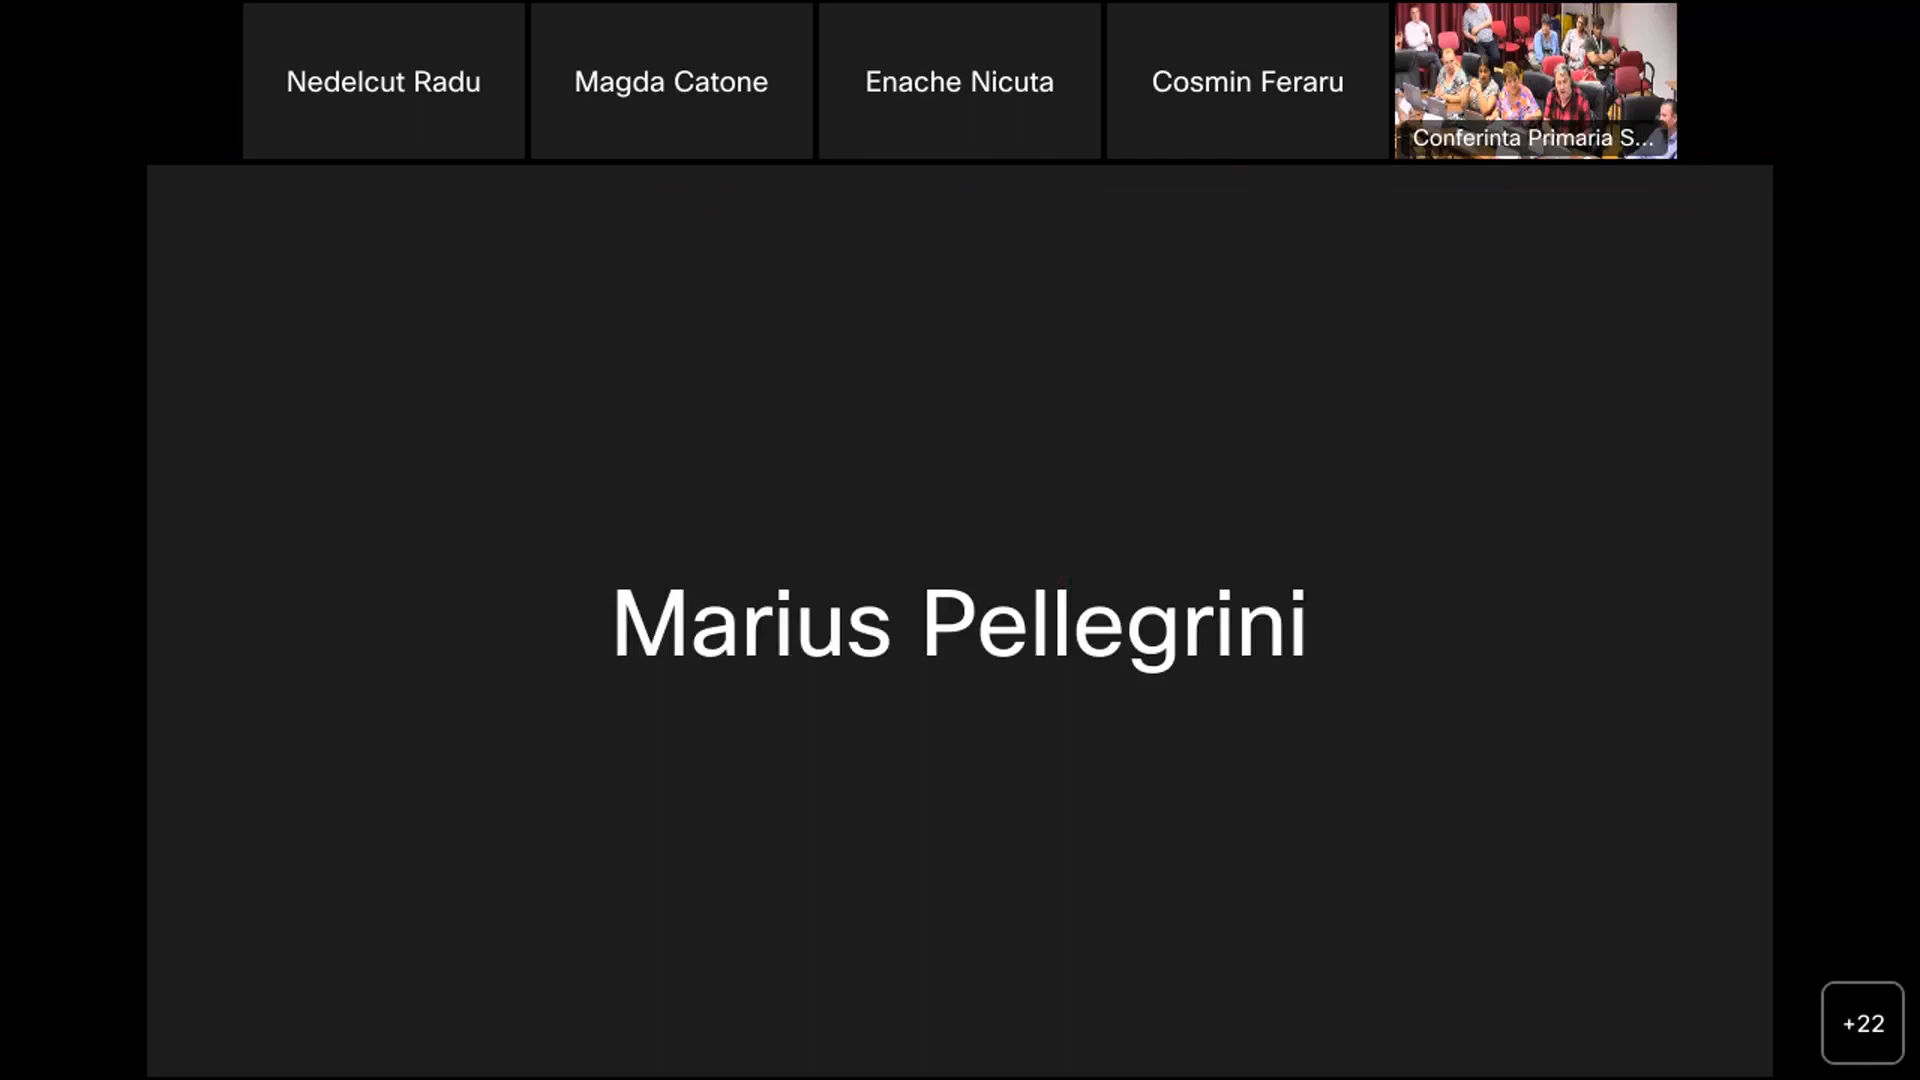 Nedelcut Radu
Magda Catone
Enache Nicuta
Cosmin Feraru
Conferinta Primaria S...
Marius Pellegrini
+22